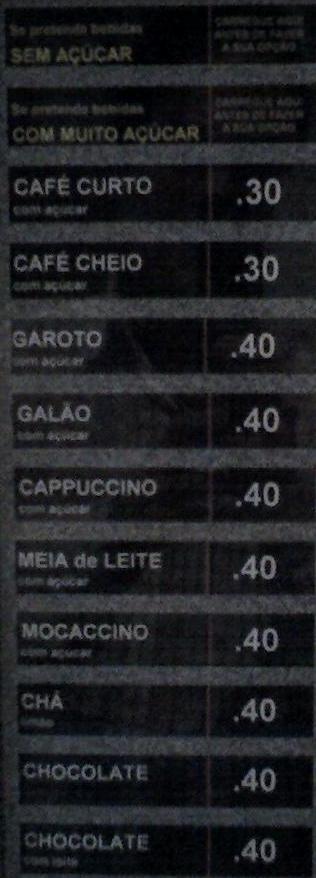 Se pretende bebidas
SEM AÇÚCAR
CARREGUE AQUI
ANTES DE FAZER
A SUA OPÇÃO
Se pretende bebidas
COM MUITO AÇÚCAR
CARREGUE AQUI
ANTES DE FAZER
A SUA OPÇÃO
CAFÉ CURTO .30
com açúcar
CAFÉ CHEIO .30
com açúcar
GAROTO .40
com açúcar
GALÃO .40
com açúcar
CAPPUCCINO .40
com açúcar
MEIA de LEITE .40
com açúcar
MOCACCINO .40
com açúcar
CHÁ .40
limão
CHOCOLATE .40
CHOCOLATE .40
com leite